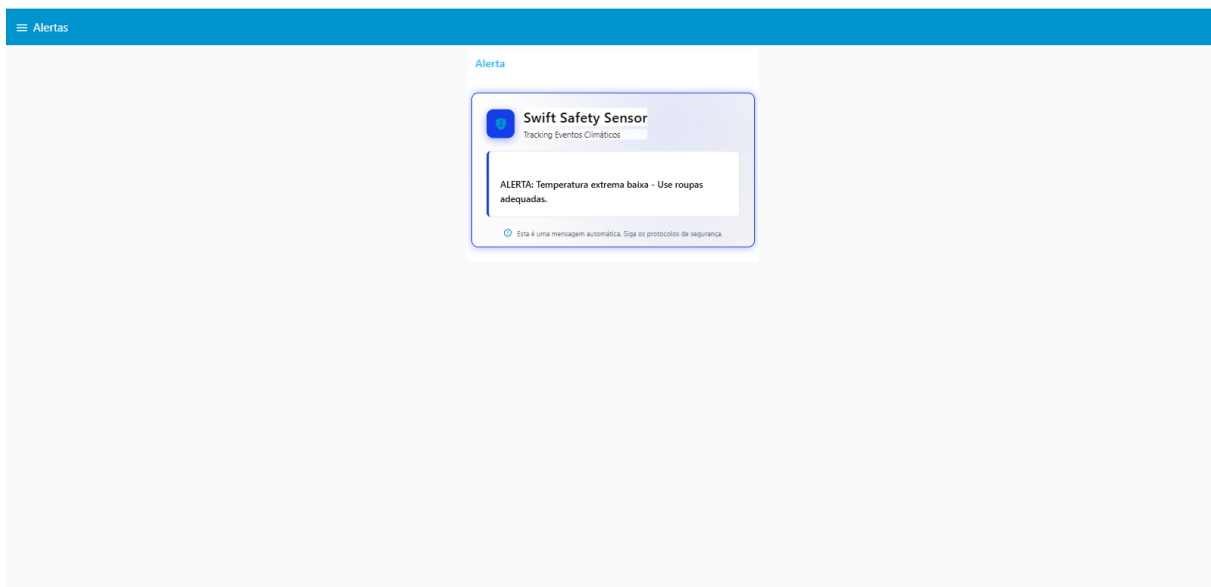 Alertas
Alerta
Swift Safety Sensor
Tracking Eventos Climáticos
ALERTA: Temperatura extrema baixa - Use roupas
adequadas.
Esta é uma mensagem automática. Siga os protocolos de segurança.